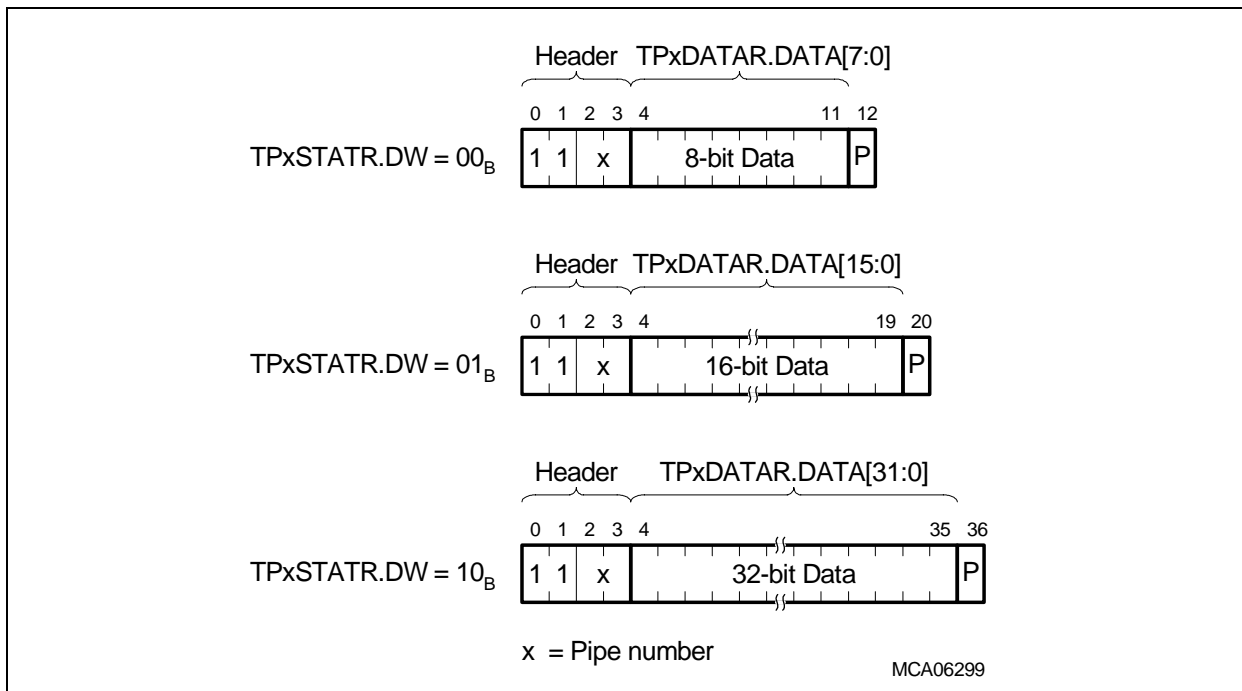 Header TPxDATAR.DATA[7:0]
0 1 2 3 4 11 12
TPxSTATR.DW = 00B 1 1 x 8-bit Data P
Header TPxDATAR.DATA[15:0]
0 1 2 3 4 19 20
TPxSTATR.DW = 01B 1 1 x 16-bit Data P
Header TPxDATAR.DATA[31:0]
0 1 2 3 4 35 36
TPxSTATR.DW = 10B 1 1 x 32-bit Data P
x = Pipe number
MCA06299